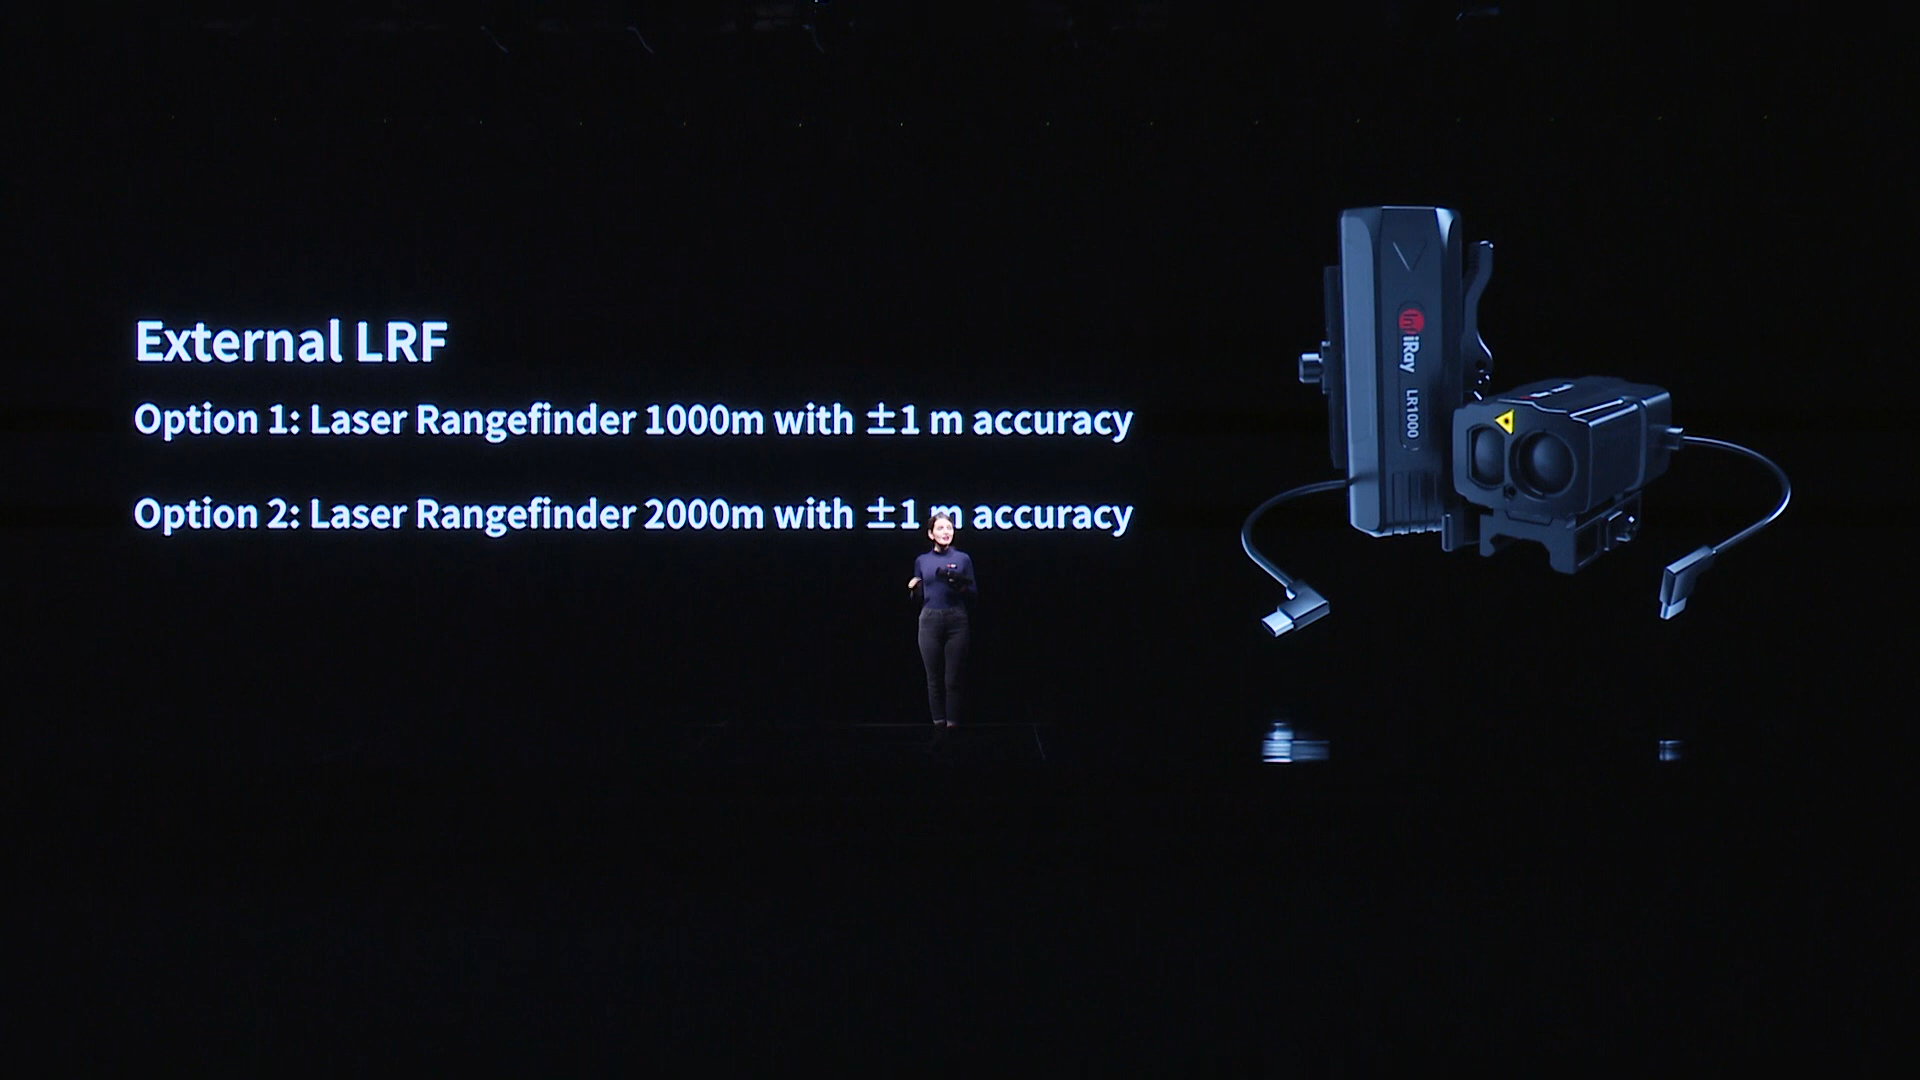 External LRF
Option 1: Laser Rangefinder 1000m with ±1 m accuracy
Option 2: Laser Rangefinder 2000m with ±1 m accuracy
iRay LR1000